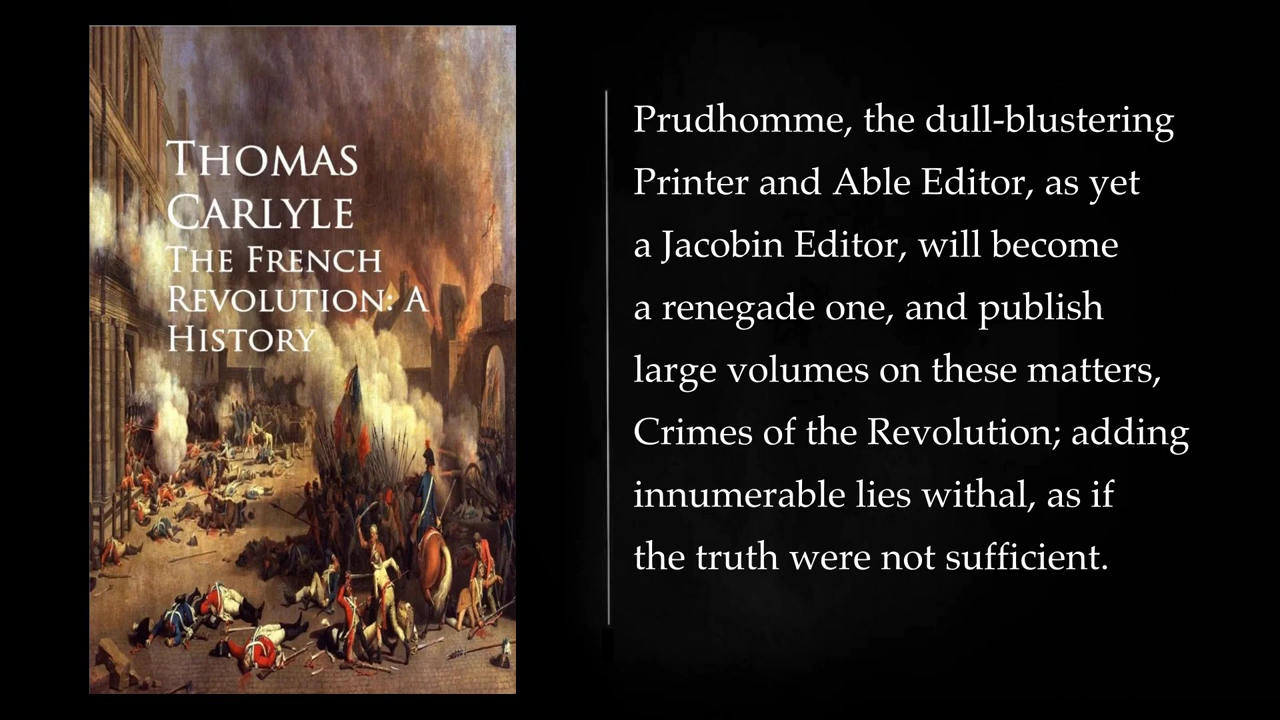 THOMAS
CARLYLE
THE FRENCH
REVOLUTION: A
HISTORY
Prudhomme, the dull-blustering
Printer and Able Editor, as yet
a Jacobin Editor, will become
a renegade one, and publish
large volumes on these matters,
Crimes of the Revolution; adding
innumerable lies withal, as if
the truth were not sufficient.